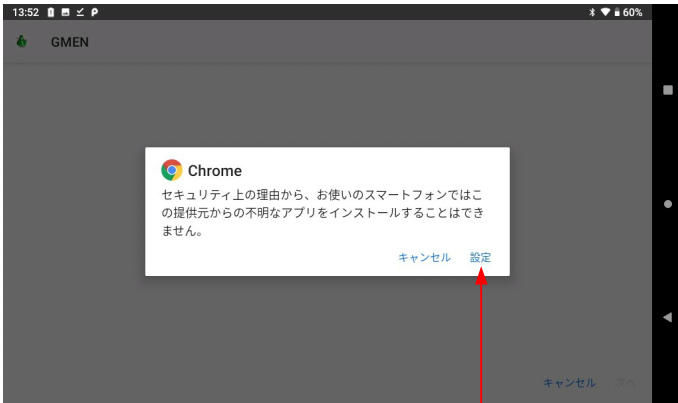 13:52
60%
GMEN
Chrome
セキュリティ上の理由から、お使いのスマートフォンではこ
の提供元からの不明なアプリをインストールすることはでき
ません。
キャンセル 設定
キャンセル 次へ